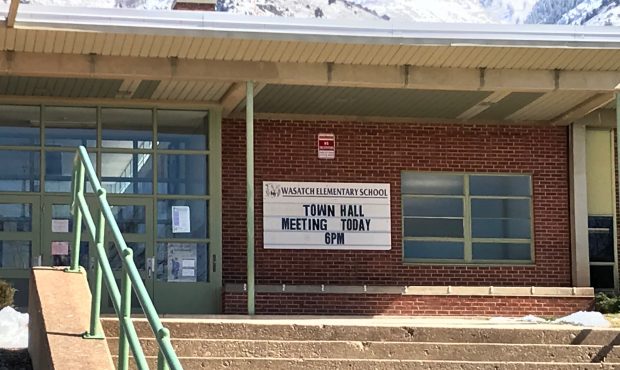 WASATCH ELEMENTARY SCHOOL
TOWN HALL
MEETING TODAY
6PM